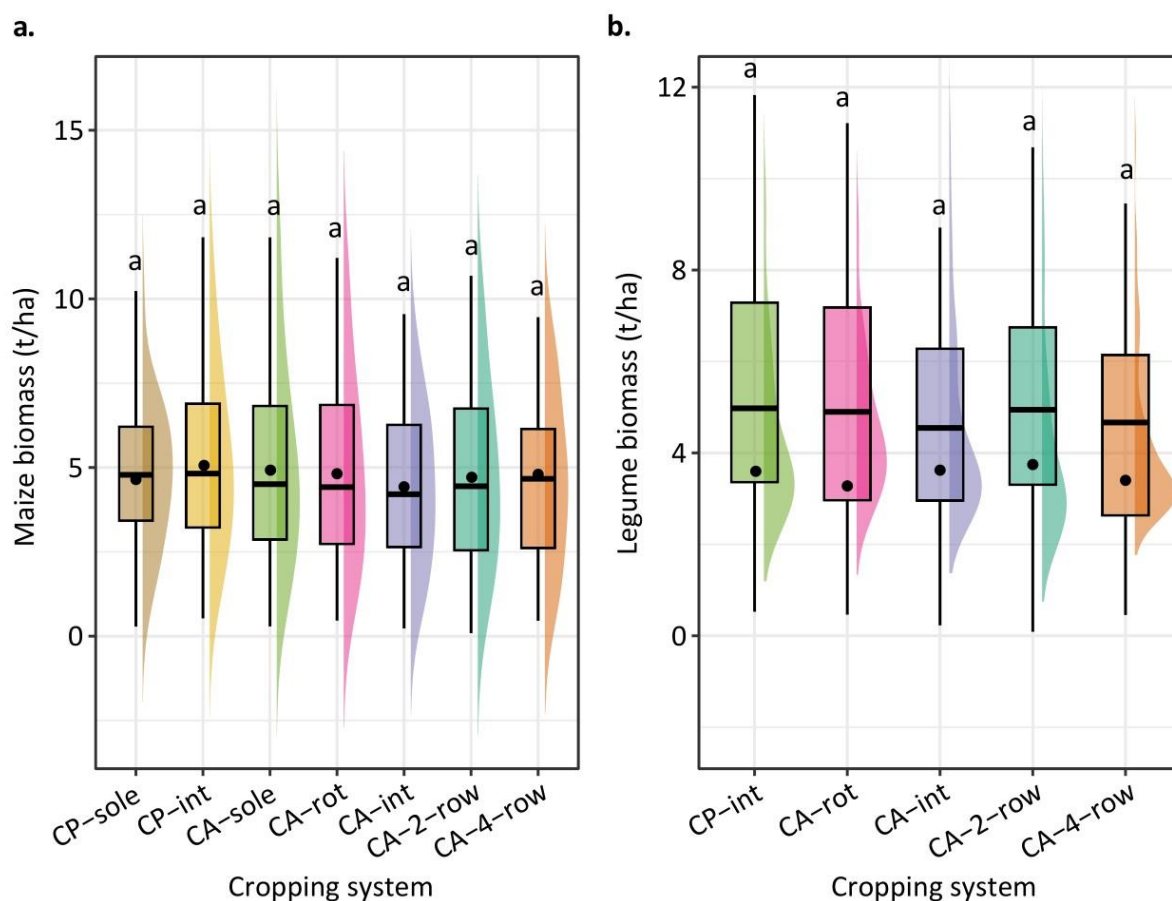 a.
Maize biomass (t/ha)
15
10
5
0
a
a
a
a
a
a
a
CP−sole
CP−int
CA−sole
CA−rot
CA−int
CA−2−row
CA−4−row
Cropping system
b.
Legume biomass (t/ha)
12
8
4
0
a
a
a
a
a
CP−int
CA−rot
CA−int
CA−2−row
CA−4−row
Cropping system